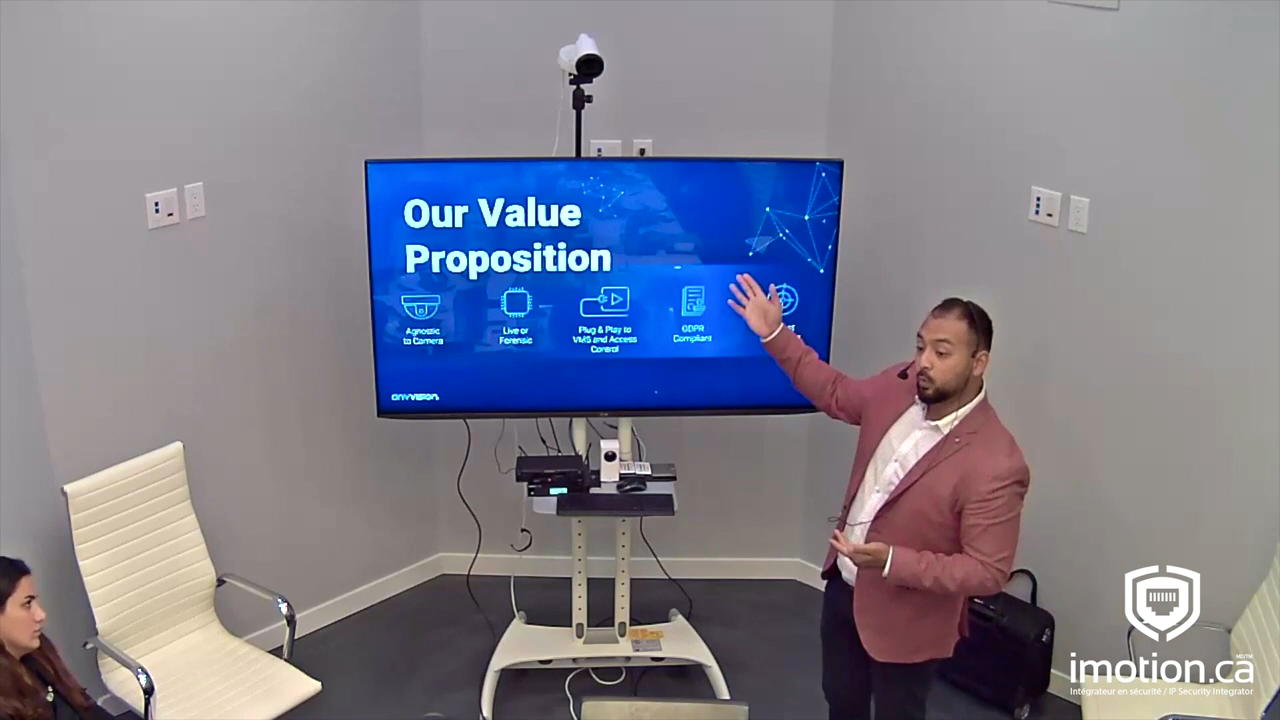 Our Value
Proposition
Agnostic
to Camera
Live or
Forensic
Plug & Play to
VMS and Access
Control
GDPR
Compliant
anyvision
imotion.ca
Intégrateur en sécurité / IP Security Integrator